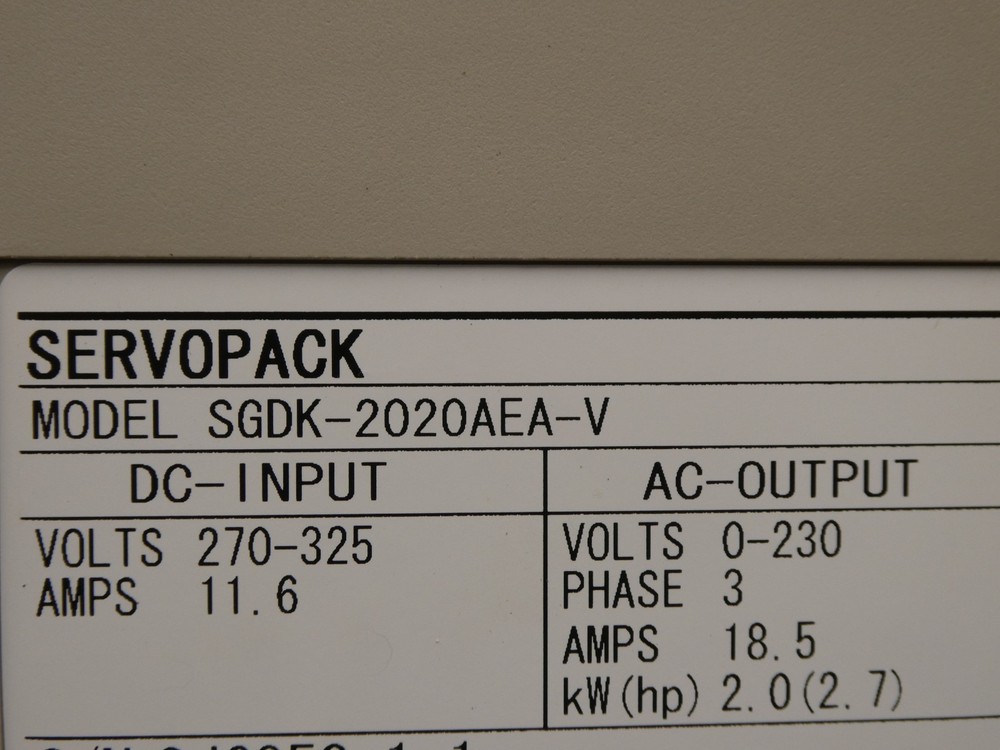 SERVOPACK
MODEL SGDK-2020AEA-V
DC-INPUT
VOLTS 270-325
AMPS 11.6
AC-OUTPUT
VOLTS 0-230
PHASE 3
AMPS 18.5
kW(hp) 2.0(2.7)